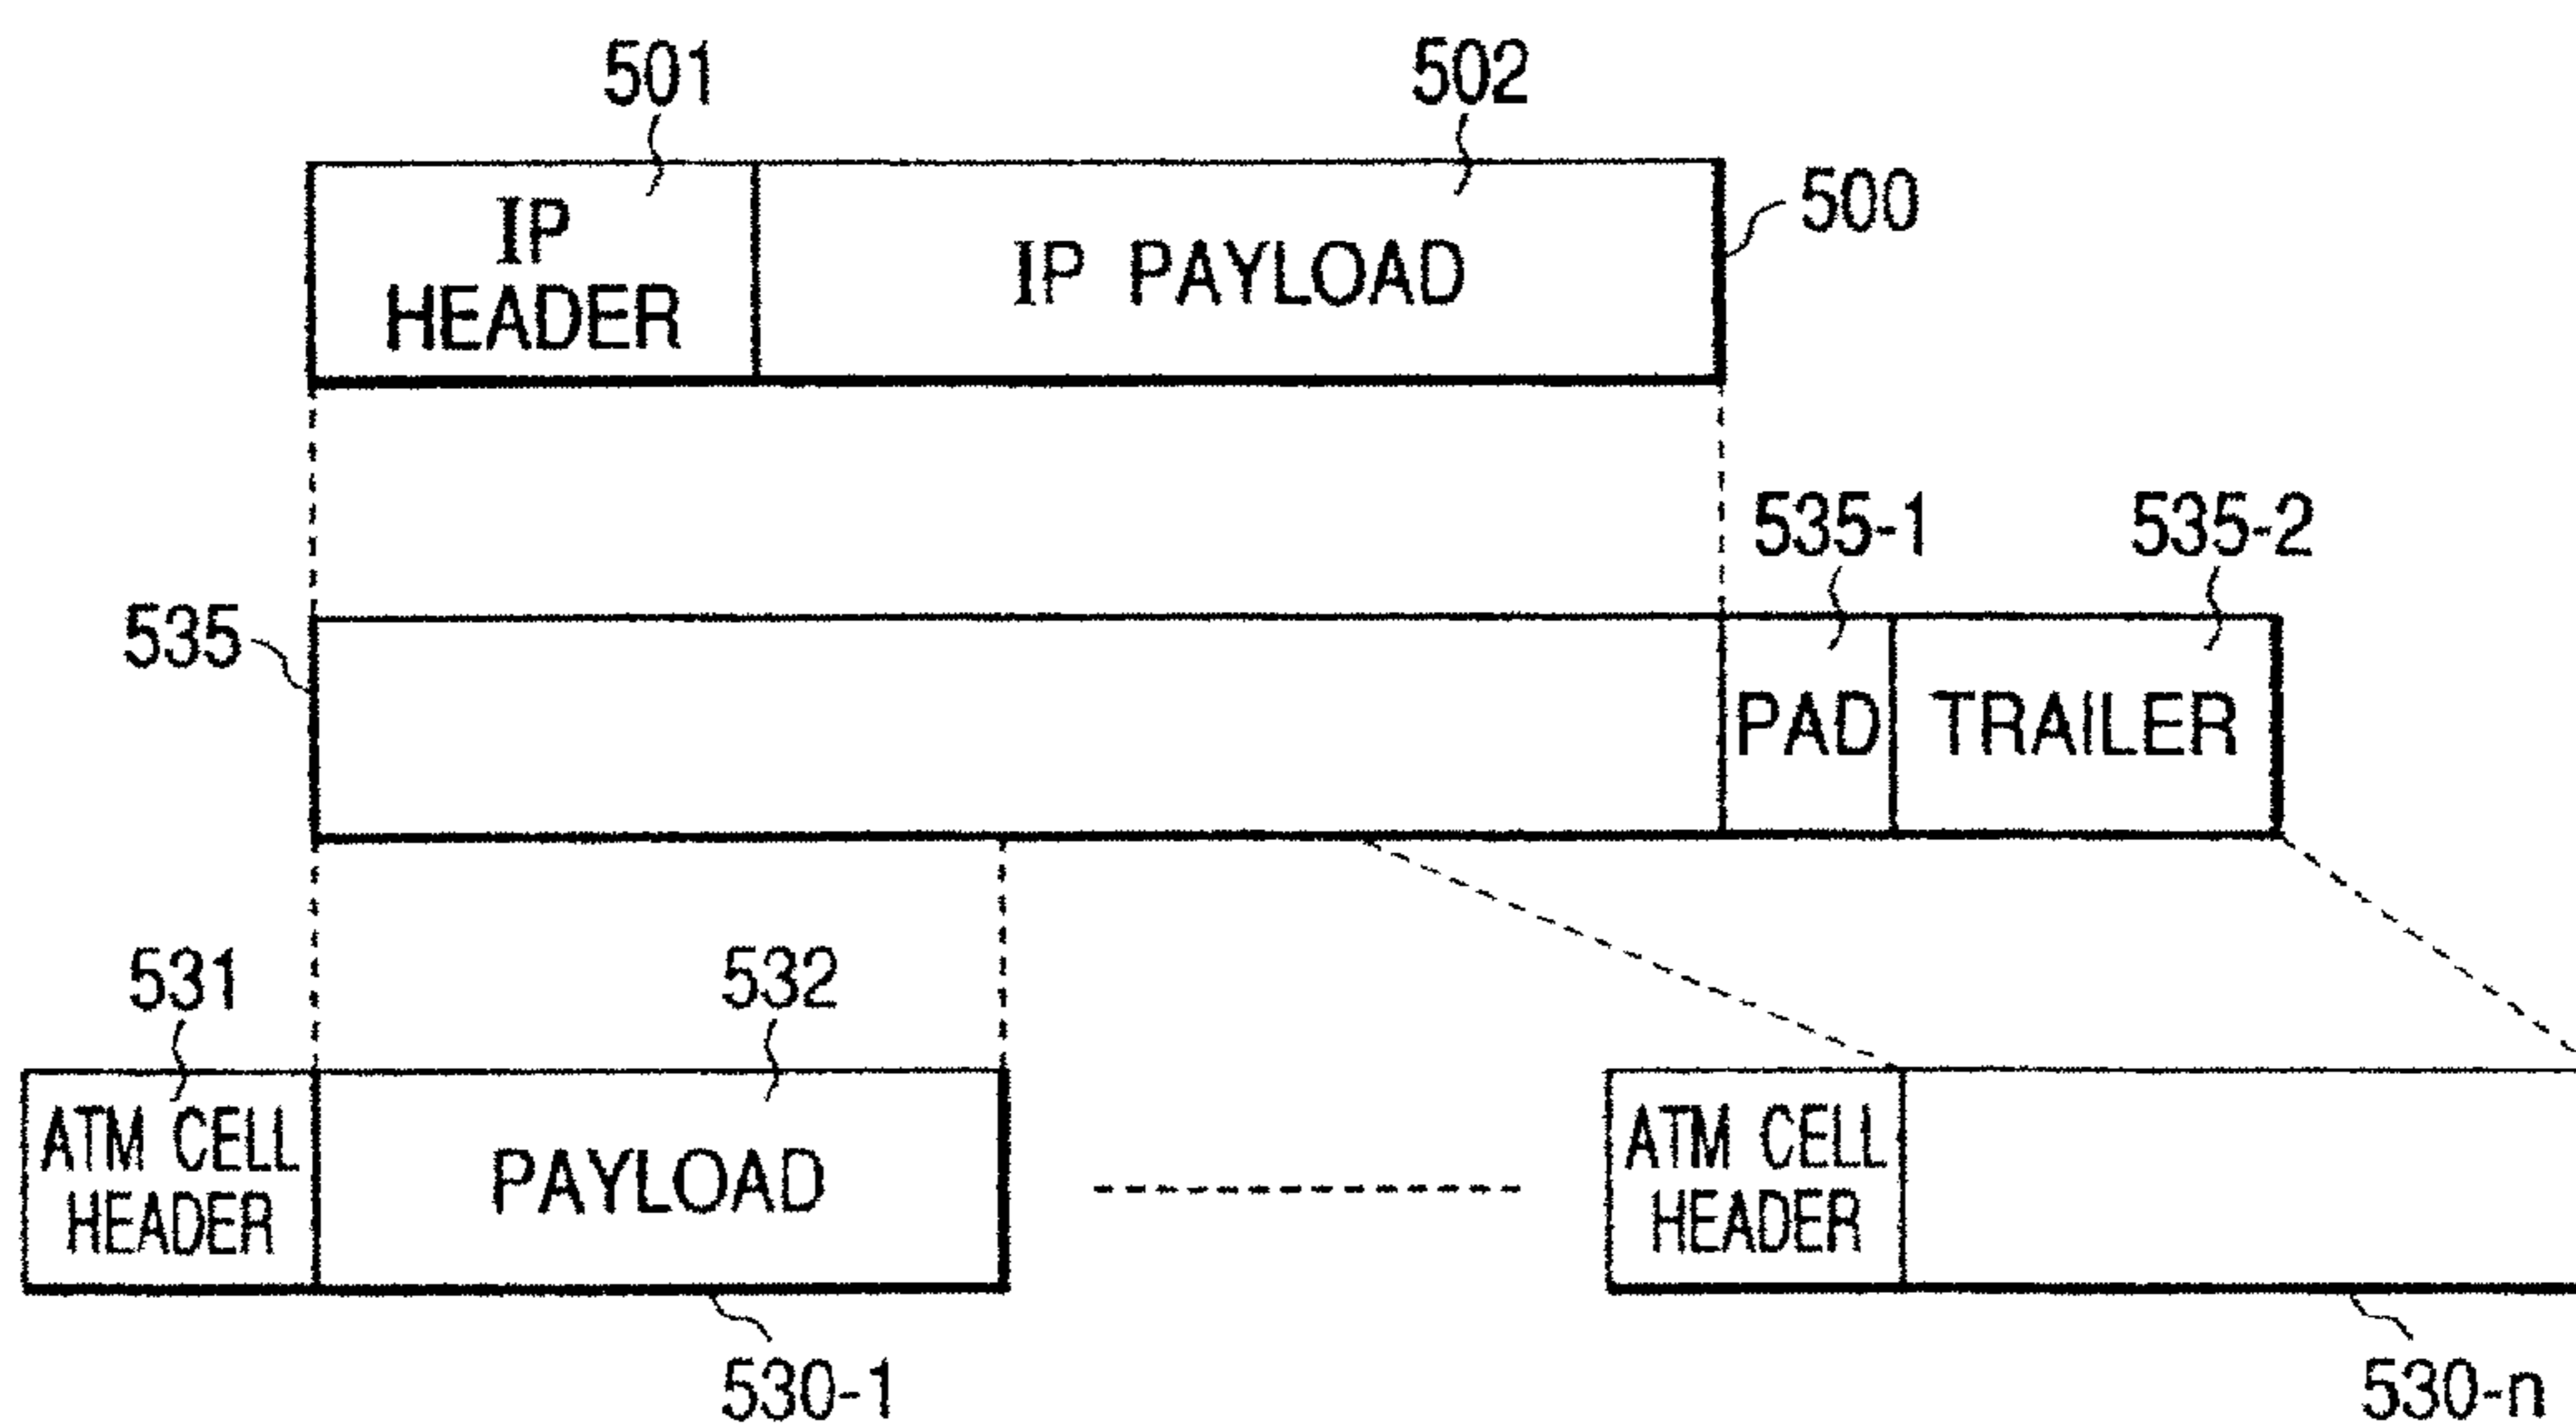 501
502
IP
HEADER
IP PAYLOAD
500
535-1
535-2
535
PAD
TRAILER
531
532
ATM CELL
HEADER
PAYLOAD
ATM CELL
HEADER
530-1
530-n